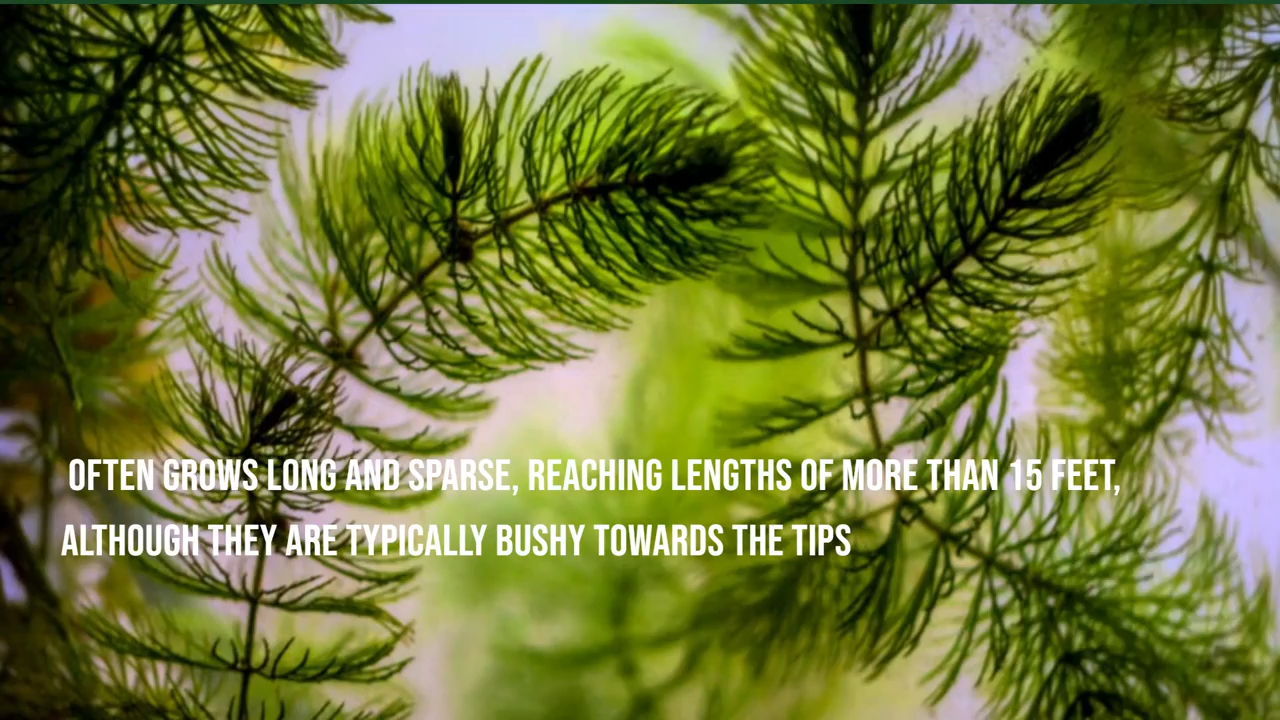 OFTEN GROWS LONG AND SPARSE, REACHING LENGTHS OF MORE THAN 15 FEET,
ALTHOUGH THEY ARE TYPICALLY BUSHY TOWARDS THE TIPS